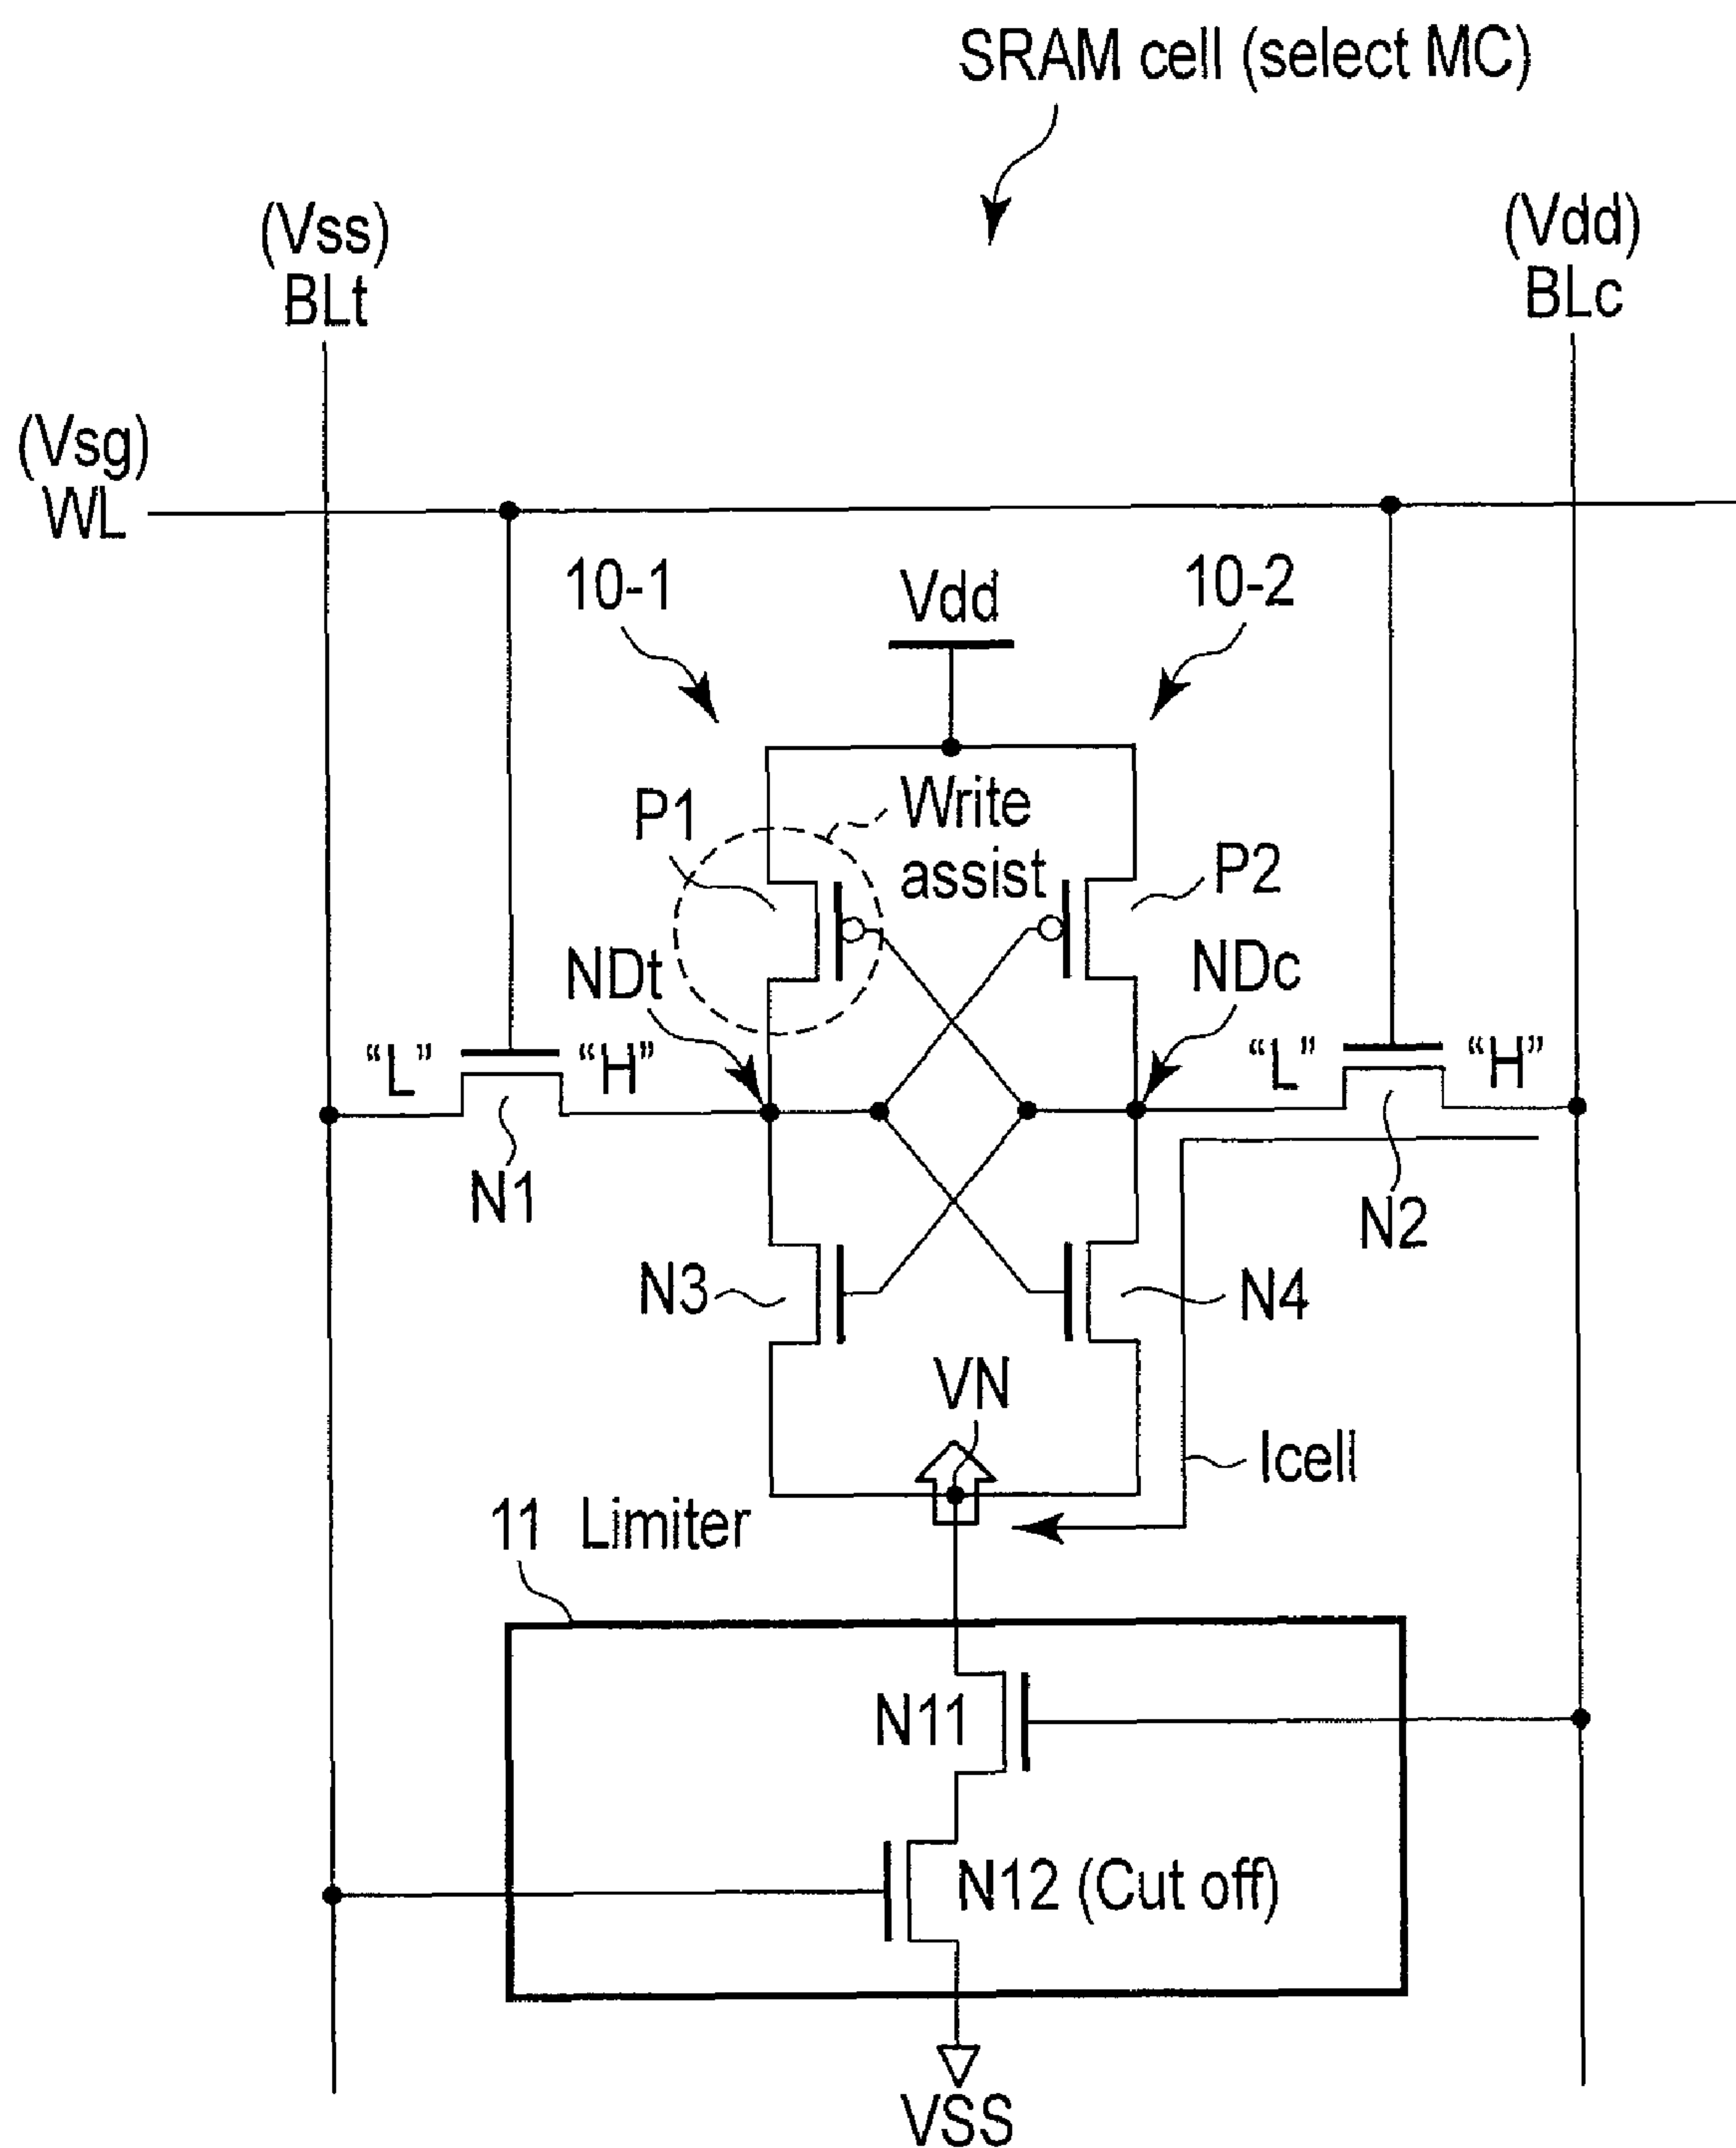 SRAM cell (select MC)
(Vss)
BLt
(Vdd)
BLc
(Vsg)
WL
10-1
Vdd
10-2
P1
Write
assist
P2
NDt
NDc
"L"
"H"
"L"
"H"
N1
N2
N3
N4
VN
Icell
11 Limiter
N11
N12 (Cut off)
VSS